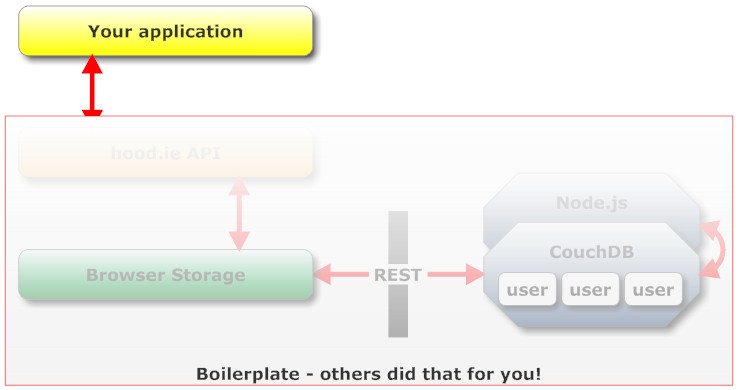 Your application
hood.ie API
Node.js
CouchDB
Browser Storage
REST
user user user
Boilerplate - others did that for you!